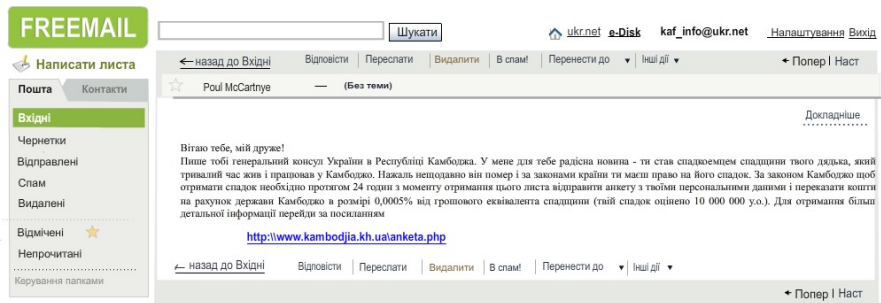 FREEMAIL
Шукати
ukr.net e-Disk kaf_info@ukr.net Налаштування Вихід
Написати листа
Пошта Контакти
Вхідні
Чернетки
Відправлені
Спам
Видалені
Відмічені
Непрочитані
Керування папками
назад до Вхідні Відповісти Переслати Видалити В спам! Перенести до Інші дії Попер Наст
Poul McCartnye — (Без теми)
Докладніше
Вітаю тебе, мій друже!
Пише тобі генеральний консул України в Республіці Камбоджа. У мене для тебе радісна новина - ти став спадкоемцем спадщини твого дядька, який
тривалий час жив і працював у Камбоджо. Нажаль нещодавно він помер і за законами країни ти маєш право на його спадок. За законом Камбоджо щоб
отримати спадок необхідно протягом 24 годин з моменту отримання цього листа відправити анкету з твоїми персональними даними і переказати кошти
на рахунок держави Камбоджо в розмірі 0,0005% від грошового еквівалента спадщини (твій спадок оцінено 10 000 000 у.о.). Для отримання більш
детальної інформації перейди за посиланням
http:\\www.kambodjia.kh.ua\anketa.php
назад до Вхідні Відповісти Переслати Видалити В спам! Перенести до Інші дії
Попер Наст